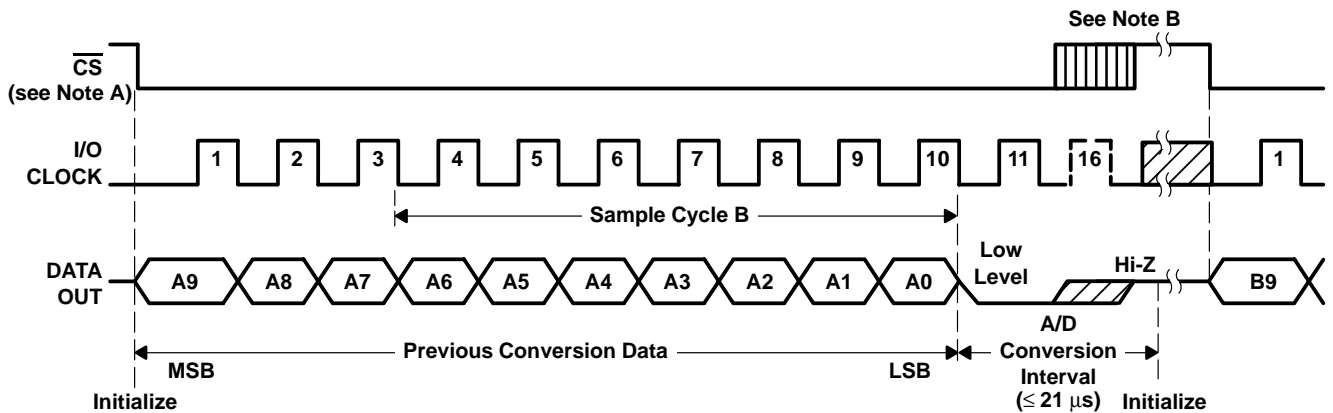 See Note B
CS
(see Note A)
I/O
CLOCK
1 2 3 4 5 6 7 8 9 10 11 16 1
Sample Cycle B
DATA
OUT
A9 A8 A7 A6 A5 A4 A3 A2 A1 A0
Low
Level
Hi-Z
B9
Previous Conversion Data
MSB
LSB
A/D
Conversion
Interval
(≤ 21 μs)
Initialize
Initialize